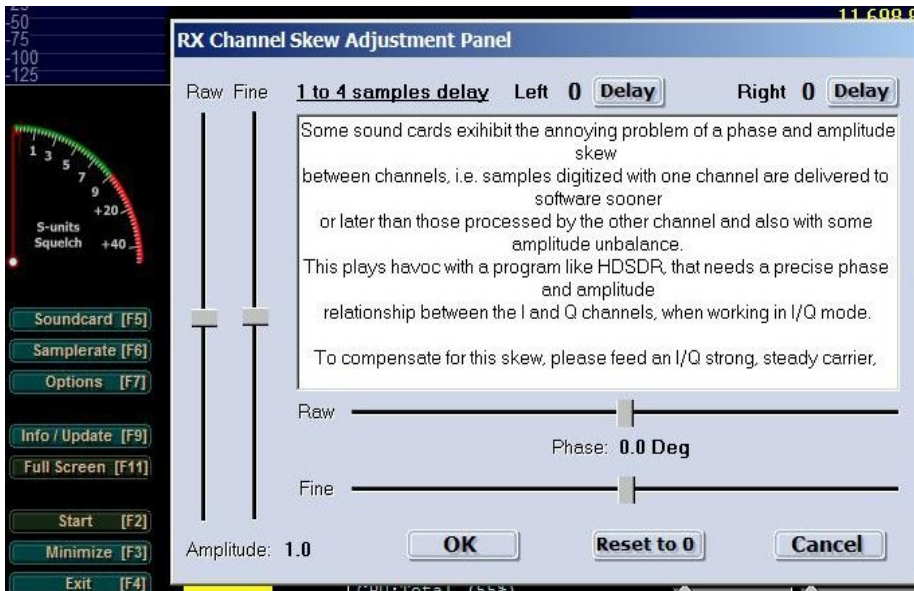 -25
-50
-75
-100
-125
11 698
RX Channel Skew Adjustment Panel
Raw Fine
1 to 4 samples delay Left 0 Delay Right 0 Delay
Some sound cards exihibit the annoying problem of a phase and amplitude
skew
between channels, i.e. samples digitized with one channel are delivered to
software sooner
or later than those processed by the other channel and also with some
amplitude unbalance.
This plays havoc with a program like HDSDR, that needs a precise phase
and amplitude
relationship between the I and Q channels, when working in I/Q mode.
To compensate for this skew, please feed an I/Q strong, steady carrier,
Raw
Phase: 0.0 Deg
Fine
Amplitude: 1.0
OK
Reset to 0
Cancel
1 3 5 7 9 +20 +40
S-units
Squelch
Soundcard [F5]
Samplerate [F6]
Options [F7]
Info / Update [F9]
Full Screen [F11]
Start [F2]
Minimize [F3]
Exit [F4]
CPU:Total (55%)